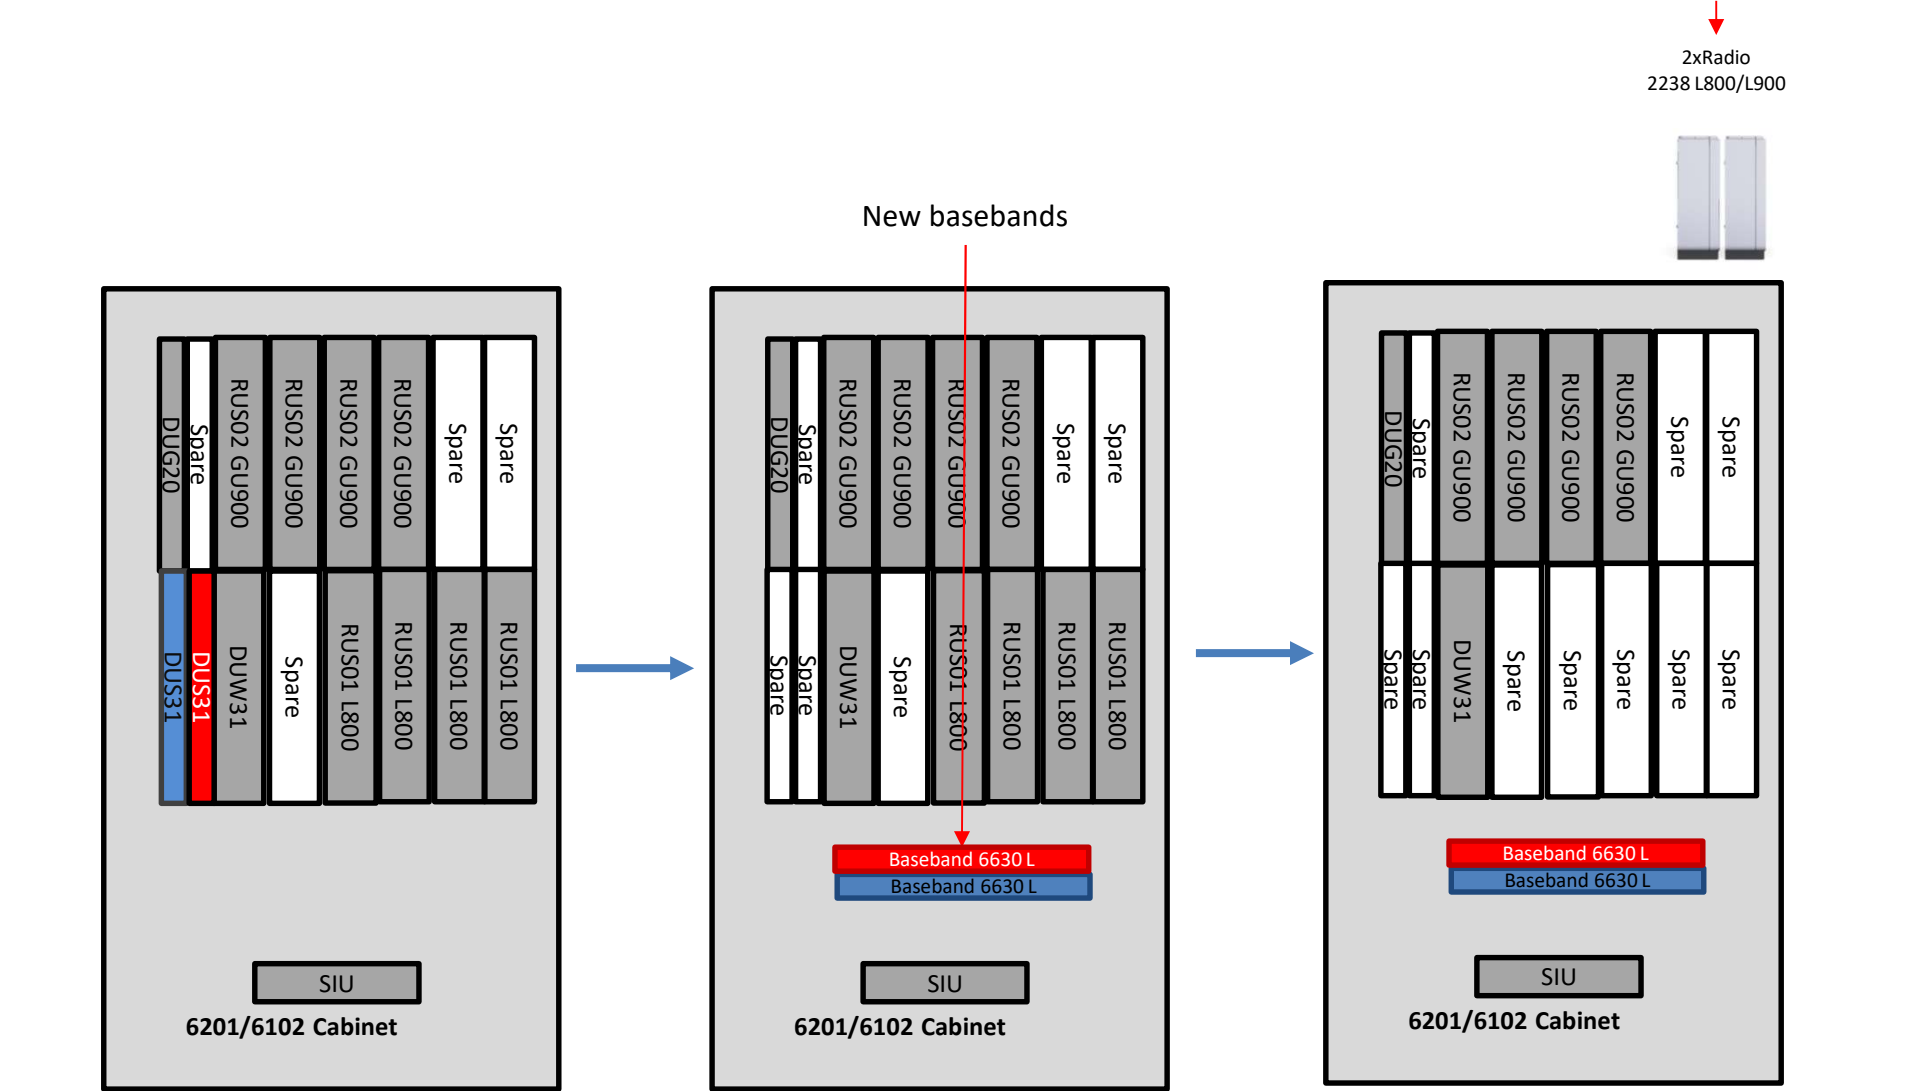 2xRadio
2238 L800/L900
New basebands
DUG20
Spare
RUS02 GU900
RUS02 GU900
RUS02 GU900
RUS02 GU900
Spare
Spare
DUS31
DUS31
DUW31
Spare
RUS01 L800
RUS01 L800
RUS01 L800
RUS01 L800
SIU
6201/6102 Cabinet
DUG20
Spare
RUS02 GU900
RUS02 GU900
RUS02 GU900
RUS02 GU900
Spare
Spare
Spare
Spare
DUW31
Spare
RUS01 L800
RUS01 L800
RUS01 L800
RUS01 L800
Baseband 6630 L
Baseband 6630 L
SIU
6201/6102 Cabinet
DUG20
Spare
RUS02 GU900
RUS02 GU900
RUS02 GU900
RUS02 GU900
Spare
Spare
Spare
Spare
DUW31
Spare
Spare
Spare
Spare
Spare
Baseband 6630 L
Baseband 6630 L
SIU
6201/6102 Cabinet